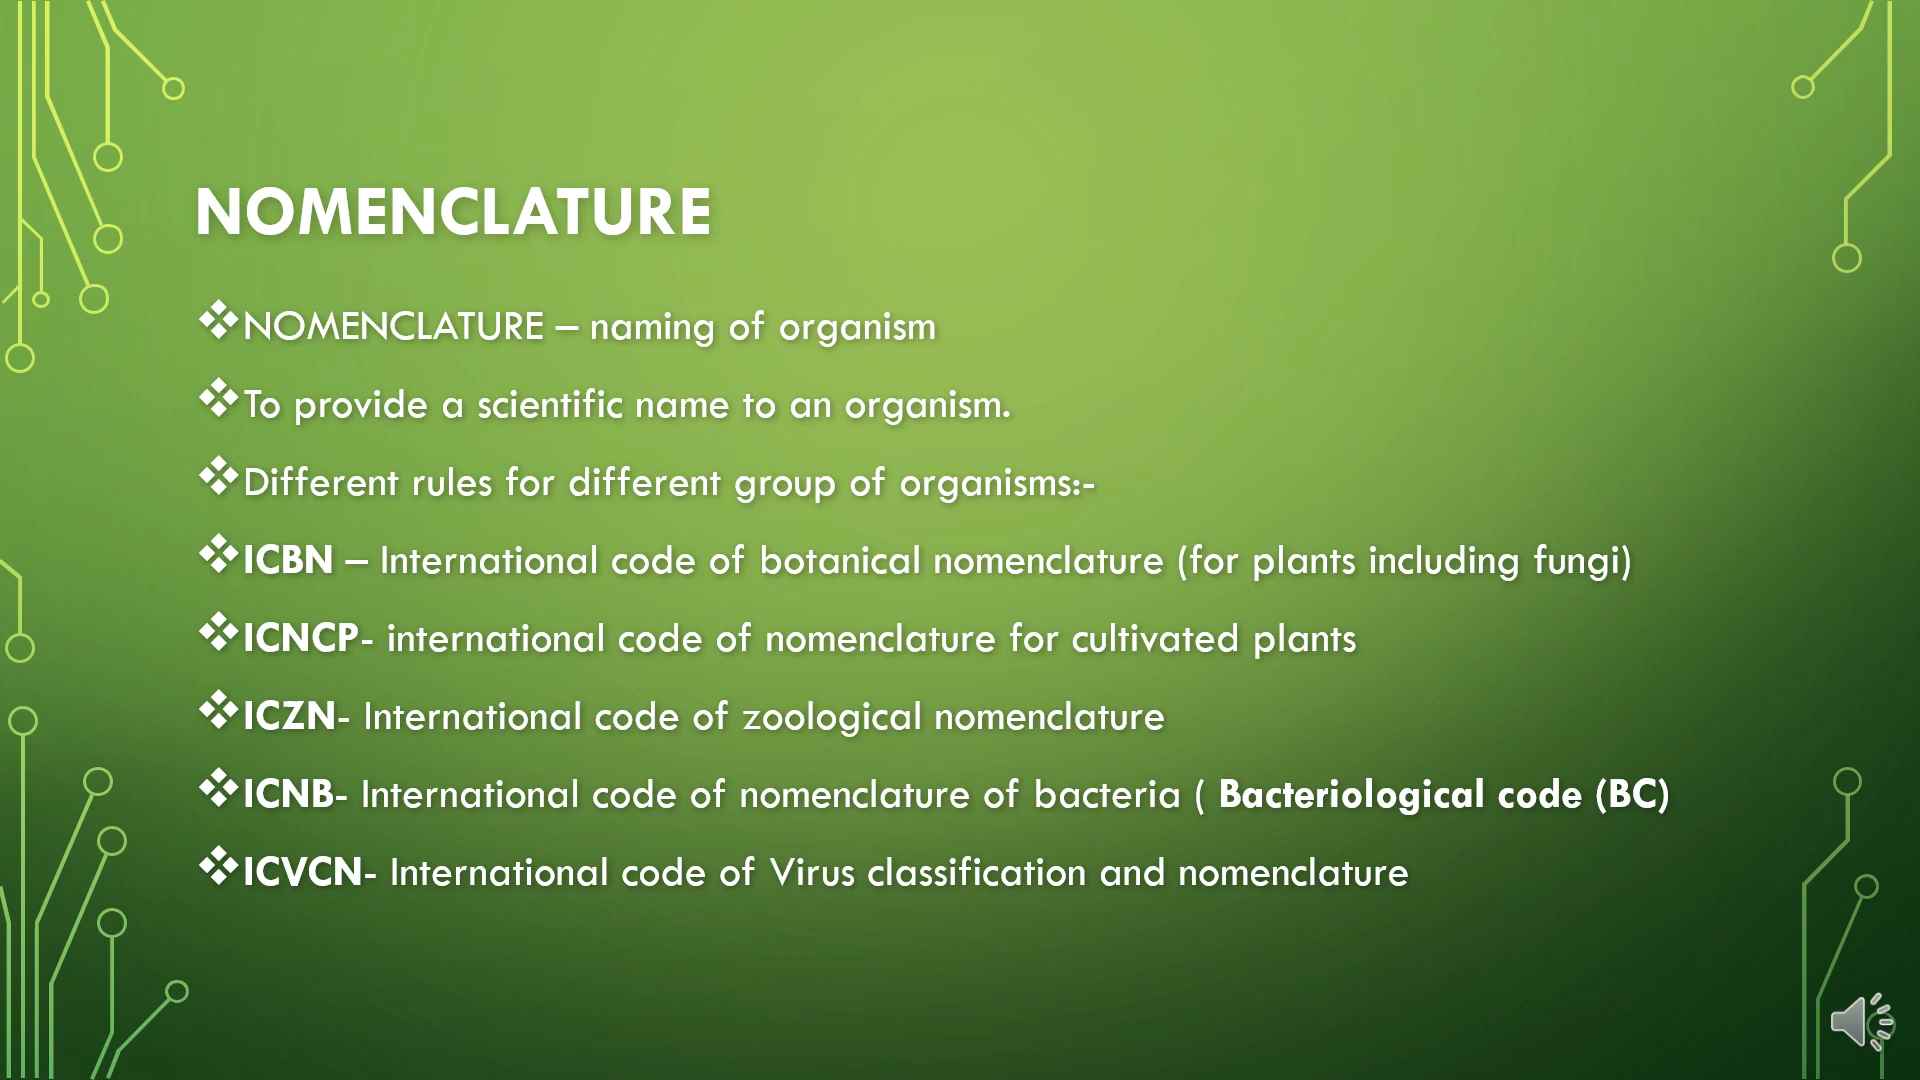 NOMENCLATURE
❖NOMENCLATURE – naming of organism
❖To provide a scientific name to an organism.
❖Different rules for different group of organisms:-
❖ICBN – International code of botanical nomenclature (for plants including fungi)
❖ICNCP- international code of nomenclature for cultivated plants
❖ICZN- International code of zoological nomenclature
❖ICNB- International code of nomenclature of bacteria ( Bacteriological code (BC)
❖ICVCN- International code of Virus classification and nomenclature